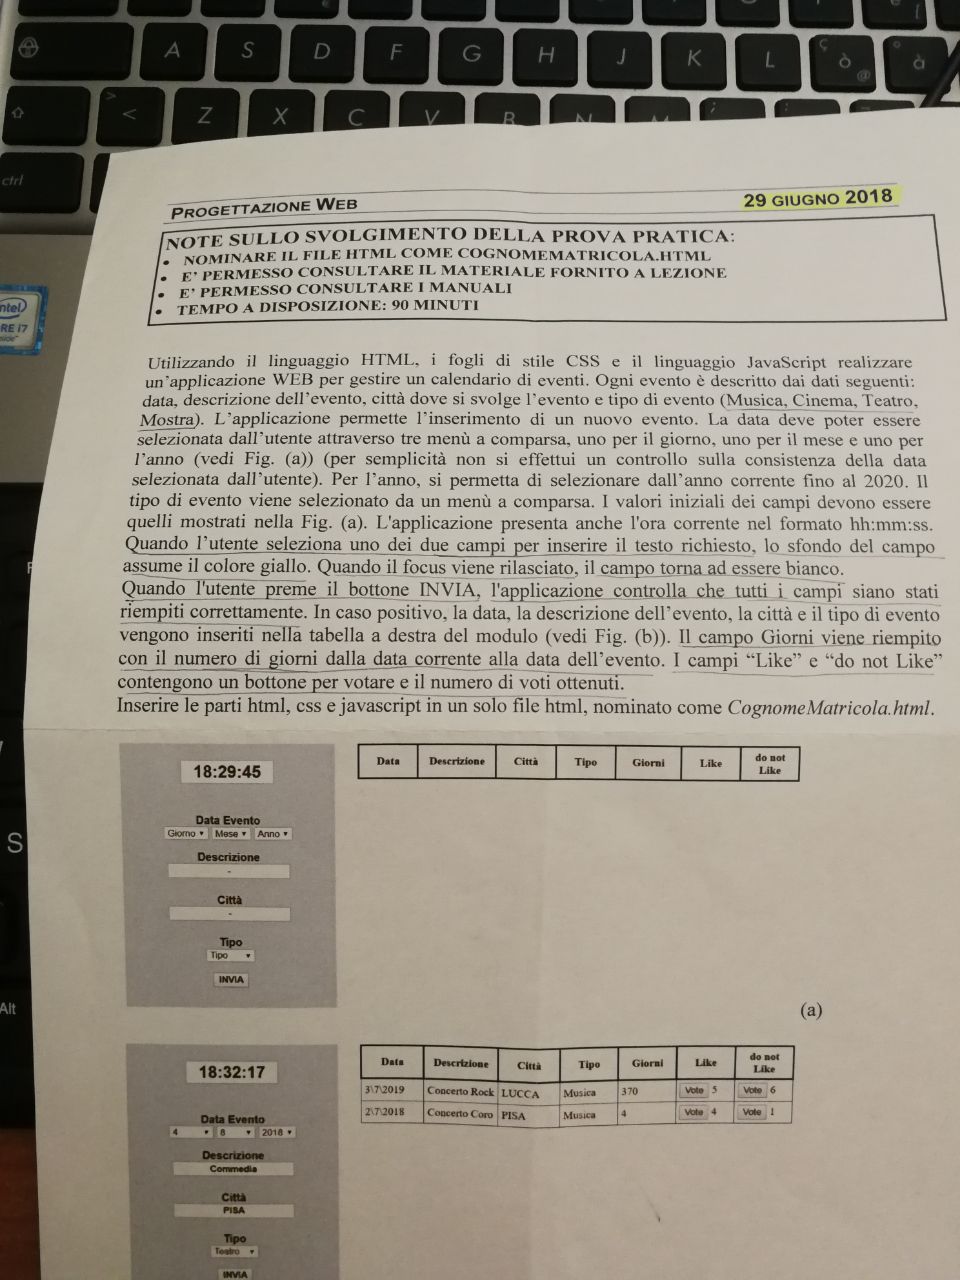 A S D F G H J K L ç ò @ ° à
> < Z X C V B N M
ctrl
PROGETTAZIONE WEB
29 GIUGNO 2018
NOTE SULLO SVOLGIMENTO DELLA PROVA PRATICA:
• NOMINARE IL FILE HTML COME COGNOMEMATRICOLA.HTML
• E' PERMESSO CONSULTARE IL MATERIALE FORNITO A LEZIONE
• E' PERMESSO CONSULTARE I MANUALI
• TEMPO A DISPOSIZIONE: 90 MINUTI
Utilizzando il linguaggio HTML, i fogli di stile CSS e il linguaggio JavaScript realizzare
un'applicazione WEB per gestire un calendario di eventi. Ogni evento è descritto dai dati seguenti:
data, descrizione dell'evento, città dove si svolge l'evento e tipo di evento (Musica, Cinema, Teatro,
Mostra). L'applicazione permette l'inserimento di un nuovo evento. La data deve poter essere
selezionata dall'utente attraverso tre menù a comparsa, uno per il giorno, uno per il mese e uno per
l'anno (vedi Fig. (a)) (per semplicità non si effettui un controllo sulla consistenza della data
selezionata dall'utente). Per l'anno, si permetta di selezionare dall'anno corrente fino al 2020. Il
tipo di evento viene selezionato da un menù a comparsa. I valori iniziali dei campi devono essere
quelli mostrati nella Fig. (a). L'applicazione presenta anche l'ora corrente nel formato hh:mm:ss.
Quando l'utente seleziona uno dei due campi per inserire il testo richiesto, lo sfondo del campo
assume il colore giallo. Quando il focus viene rilasciato, il campo torna ad essere bianco.
Quando l'utente preme il bottone INVIA, l'applicazione controlla che tutti i campi siano stati
riempiti correttamente. In caso positivo, la data, la descrizione dell'evento, la città e il tipo di evento
vengono inseriti nella tabella a destra del modulo (vedi Fig. (b)). Il campo Giorni viene riempito
con il numero di giorni dalla data corrente alla data dell'evento. I campi “Like” e “do not Like”
contengono un bottone per votare e il numero di voti ottenuti.
Inserire le parti html, css e javascript in un solo file html, nominato come CognomeMatricola.html.
18:29:45
Data Evento
Giorno Mese Anno
Descrizione
-
Città
-
Tipo
Tipo
INVIA
Data Descrizione Città Tipo Giorni Like do not
Like
(a)
18:32:17
Data Evento
4 8 2018
Descrizione
Commedia
Città
PISA
Tipo
Teatro
INVIA
Data Descrizione Città Tipo Giorni Like do not
Like
3\7\2019 Concerto Rock LUCCA Musica 370 Vote 5 Vote 6
2\7\2018 Concerto Coro PISA Musica 4 Vote 4 Vote 1
S
Alt